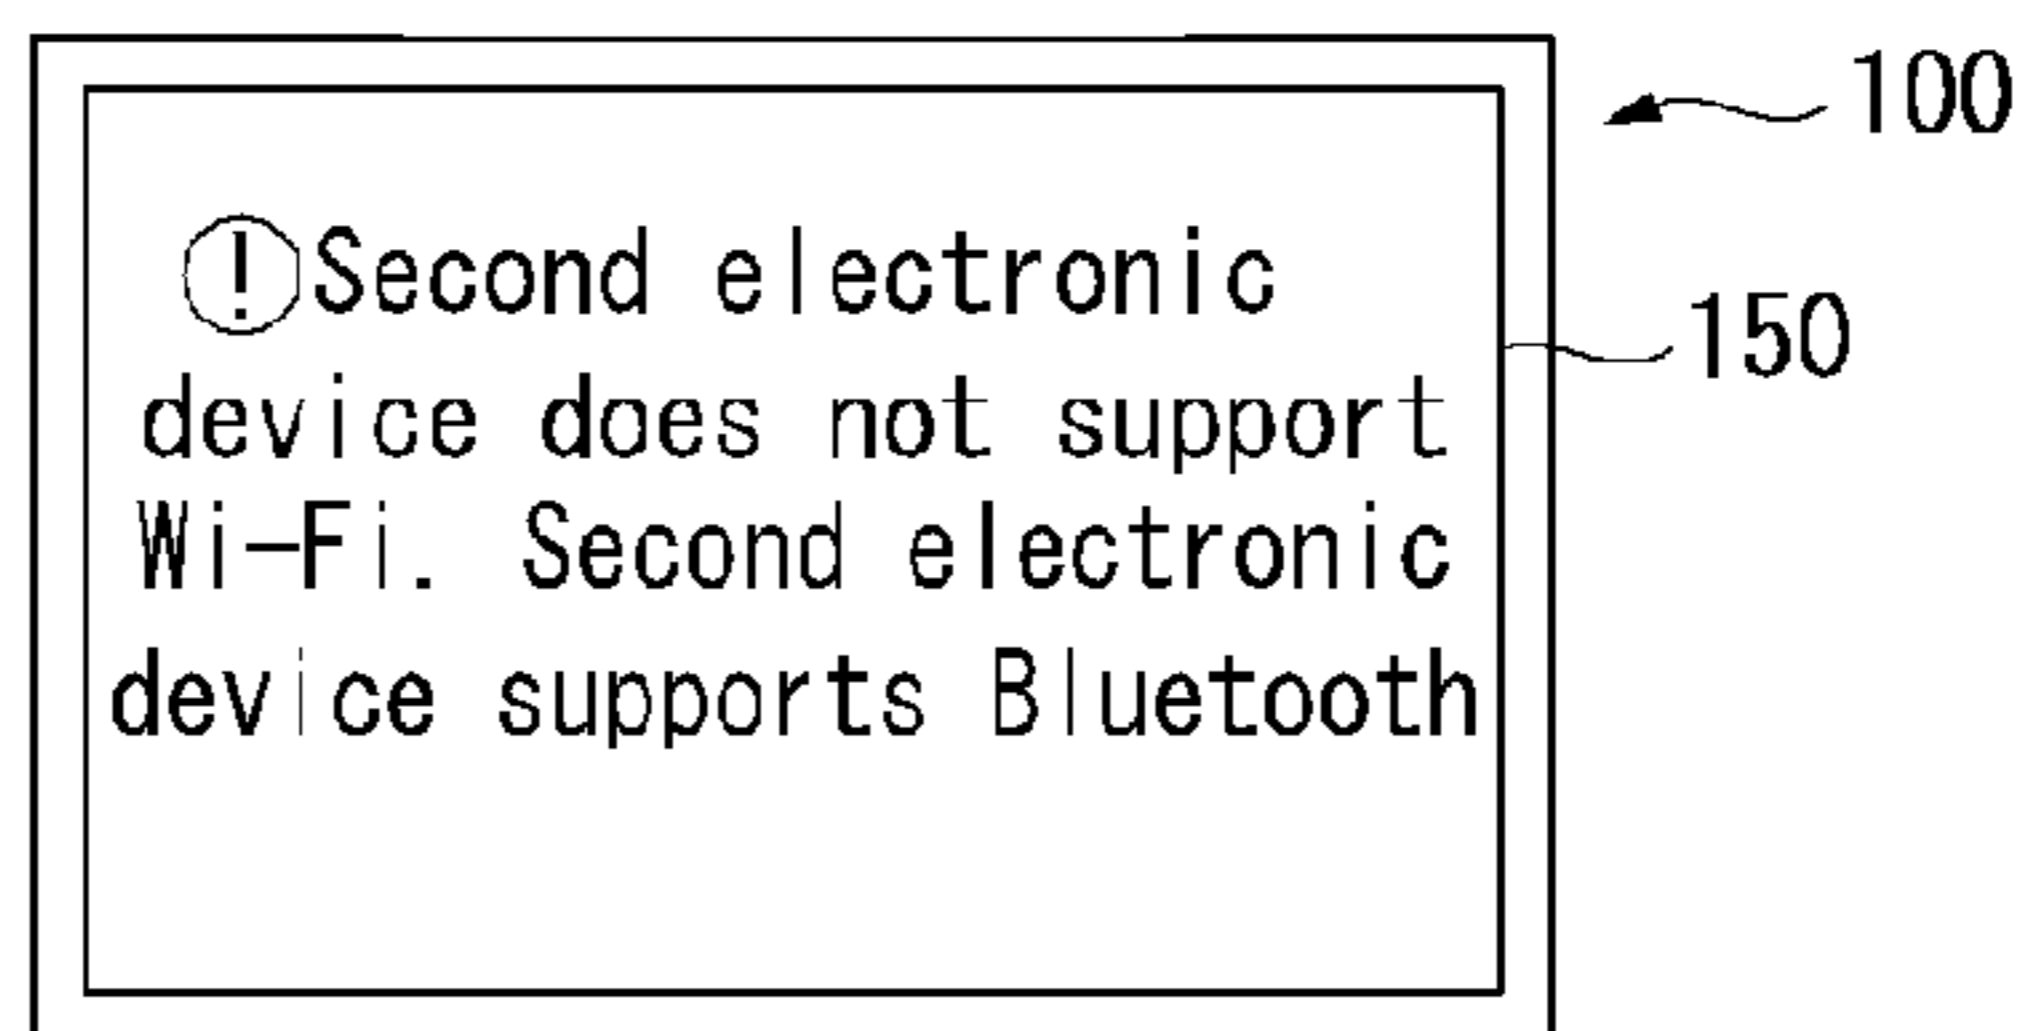 100
! Second electronic
150
device does not support
Wi-Fi. Second electronic
device supports Bluetooth